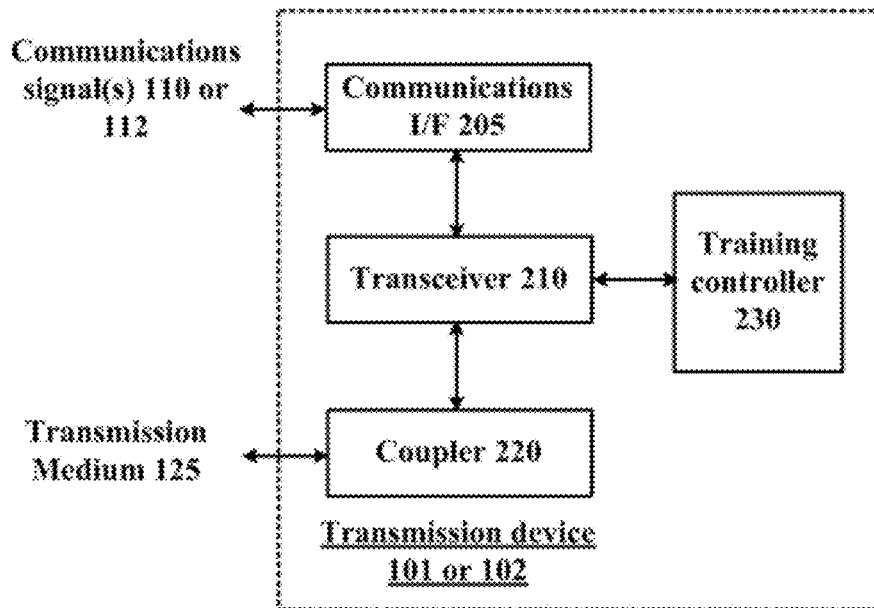 Communications
signal(s) 110 or
112
Communications
I/F 205
Transceiver 210
Training
controller
230
Transmission
Medium 125
Coupler 220
Transmission device
101 or 102